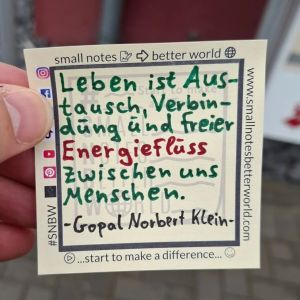 small notes ⇨ better world
Leben ist Aus-
tausch, Verbin-
dung und freier
Energiefluss
zwischen uns
Menschen.
-Gopal Norbert Klein-
...start to make a difference...
#SNBW
www.smallnotesbetterworld.com